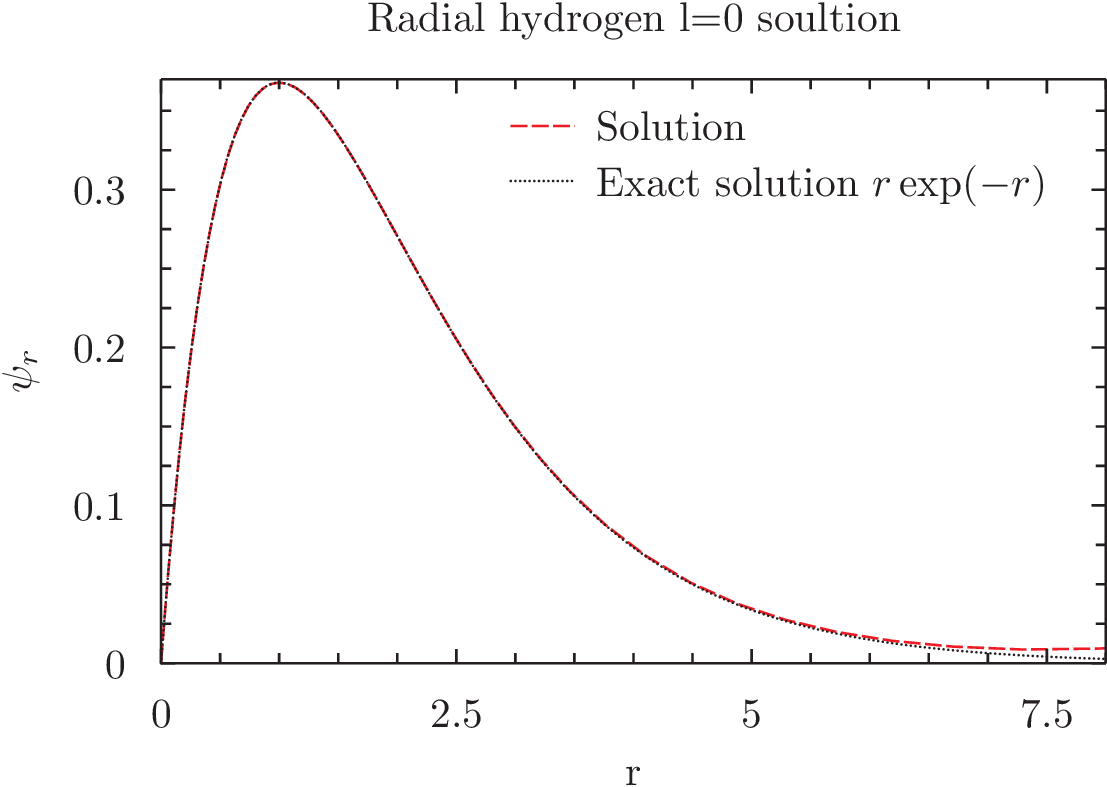 Radial hydrogen l=0 soultion
Solution
Exact solution r exp(−r)
0.3
0.2
0.1
0
ψr
0
2.5
5
7.5
r